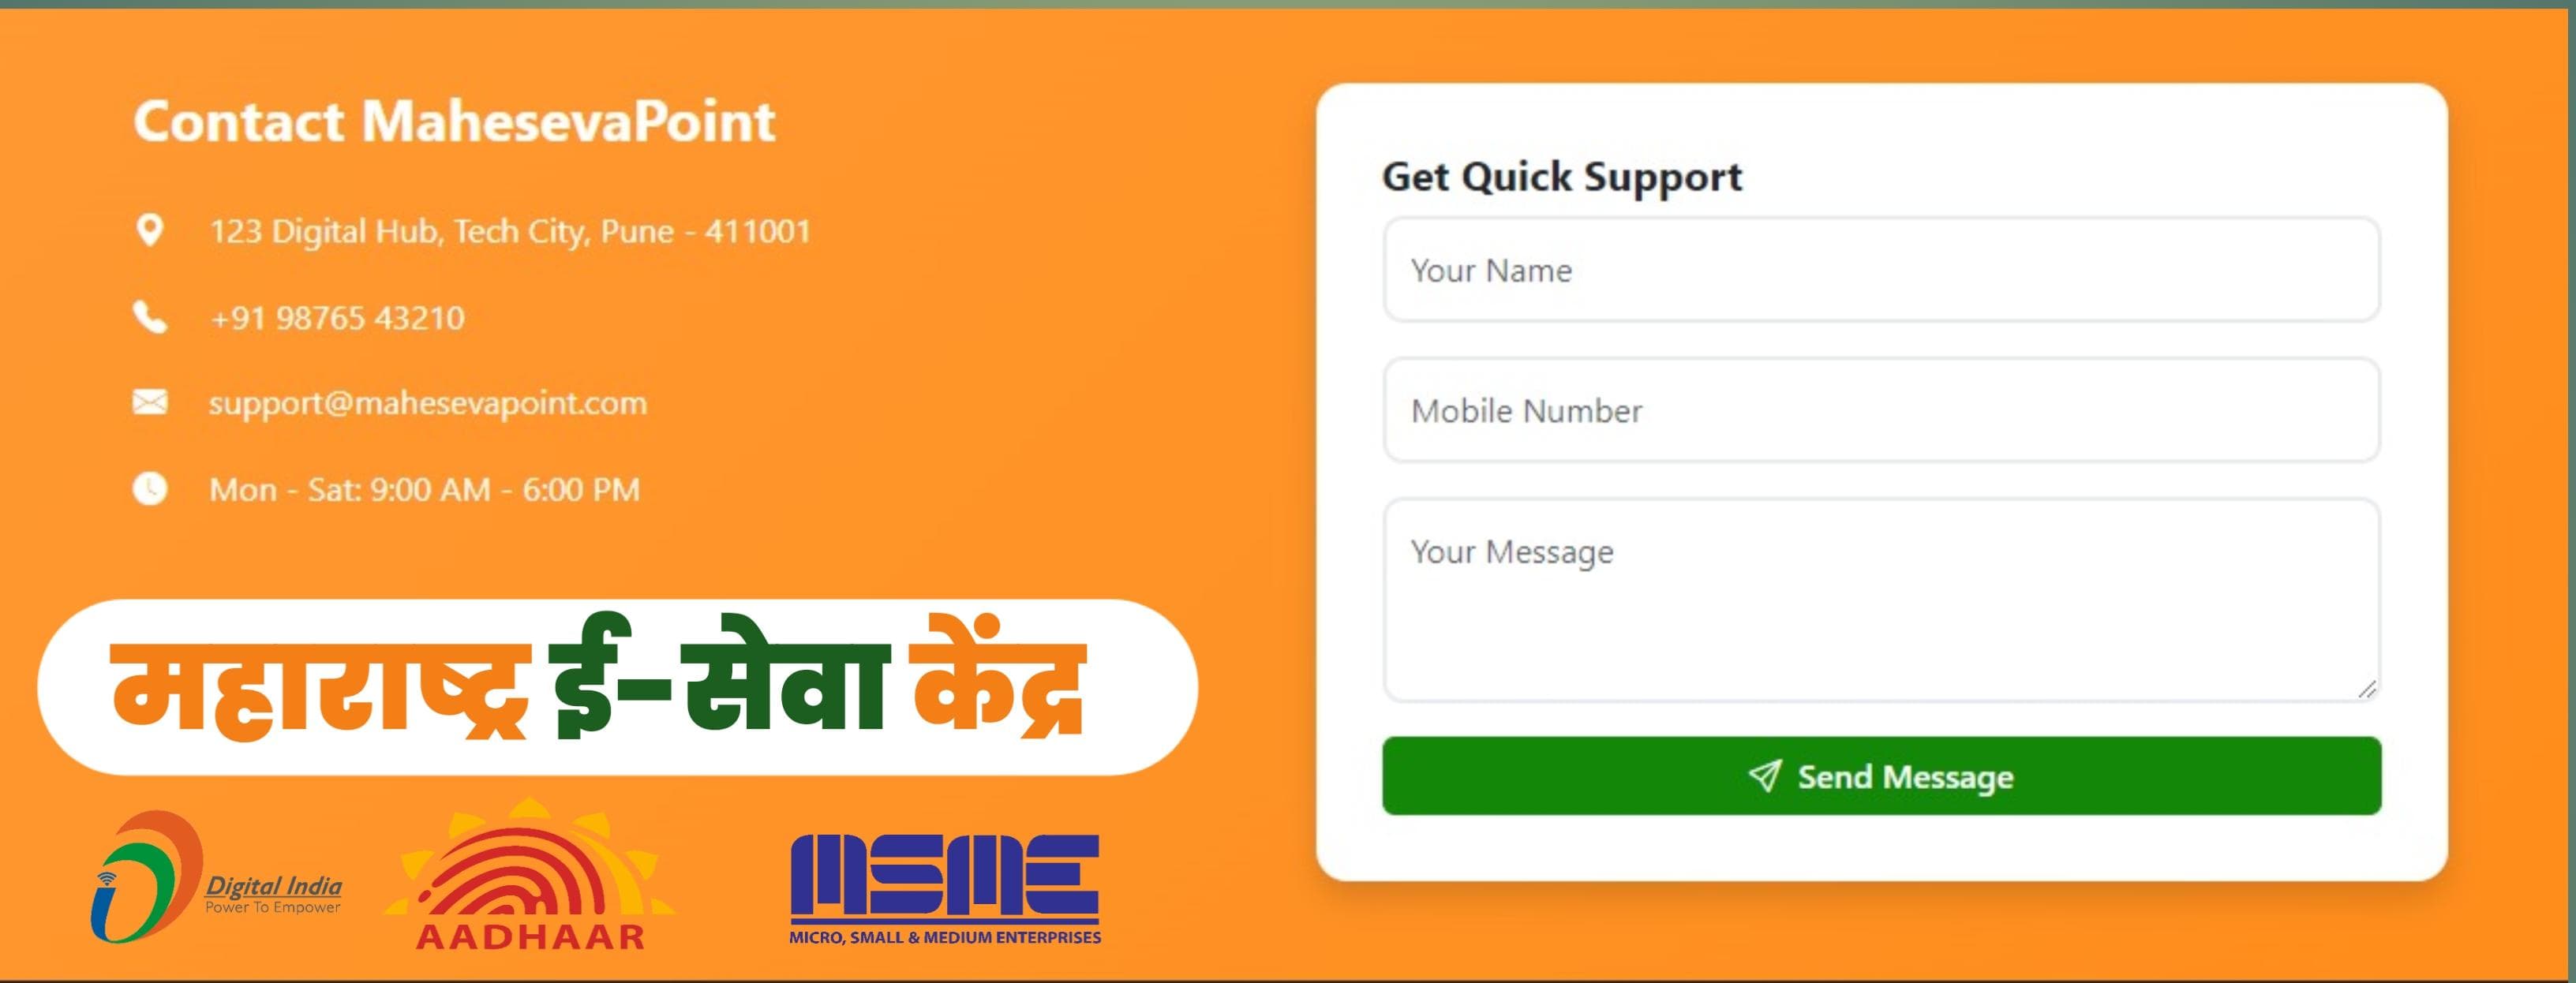 Contact MahesevaPoint
123 Digital Hub, Tech City, Pune - 411001
+91 98765 43210
support@mahesevapoint.com
Mon - Sat: 9:00 AM - 6:00 PM
महाराष्ट्र ई-सेवा केंद्र
Digital India
Power To Empower
AADHAAR
MSME
MICRO, SMALL & MEDIUM ENTERPRISES
Get Quick Support
Your Name
Mobile Number
Your Message
Send Message